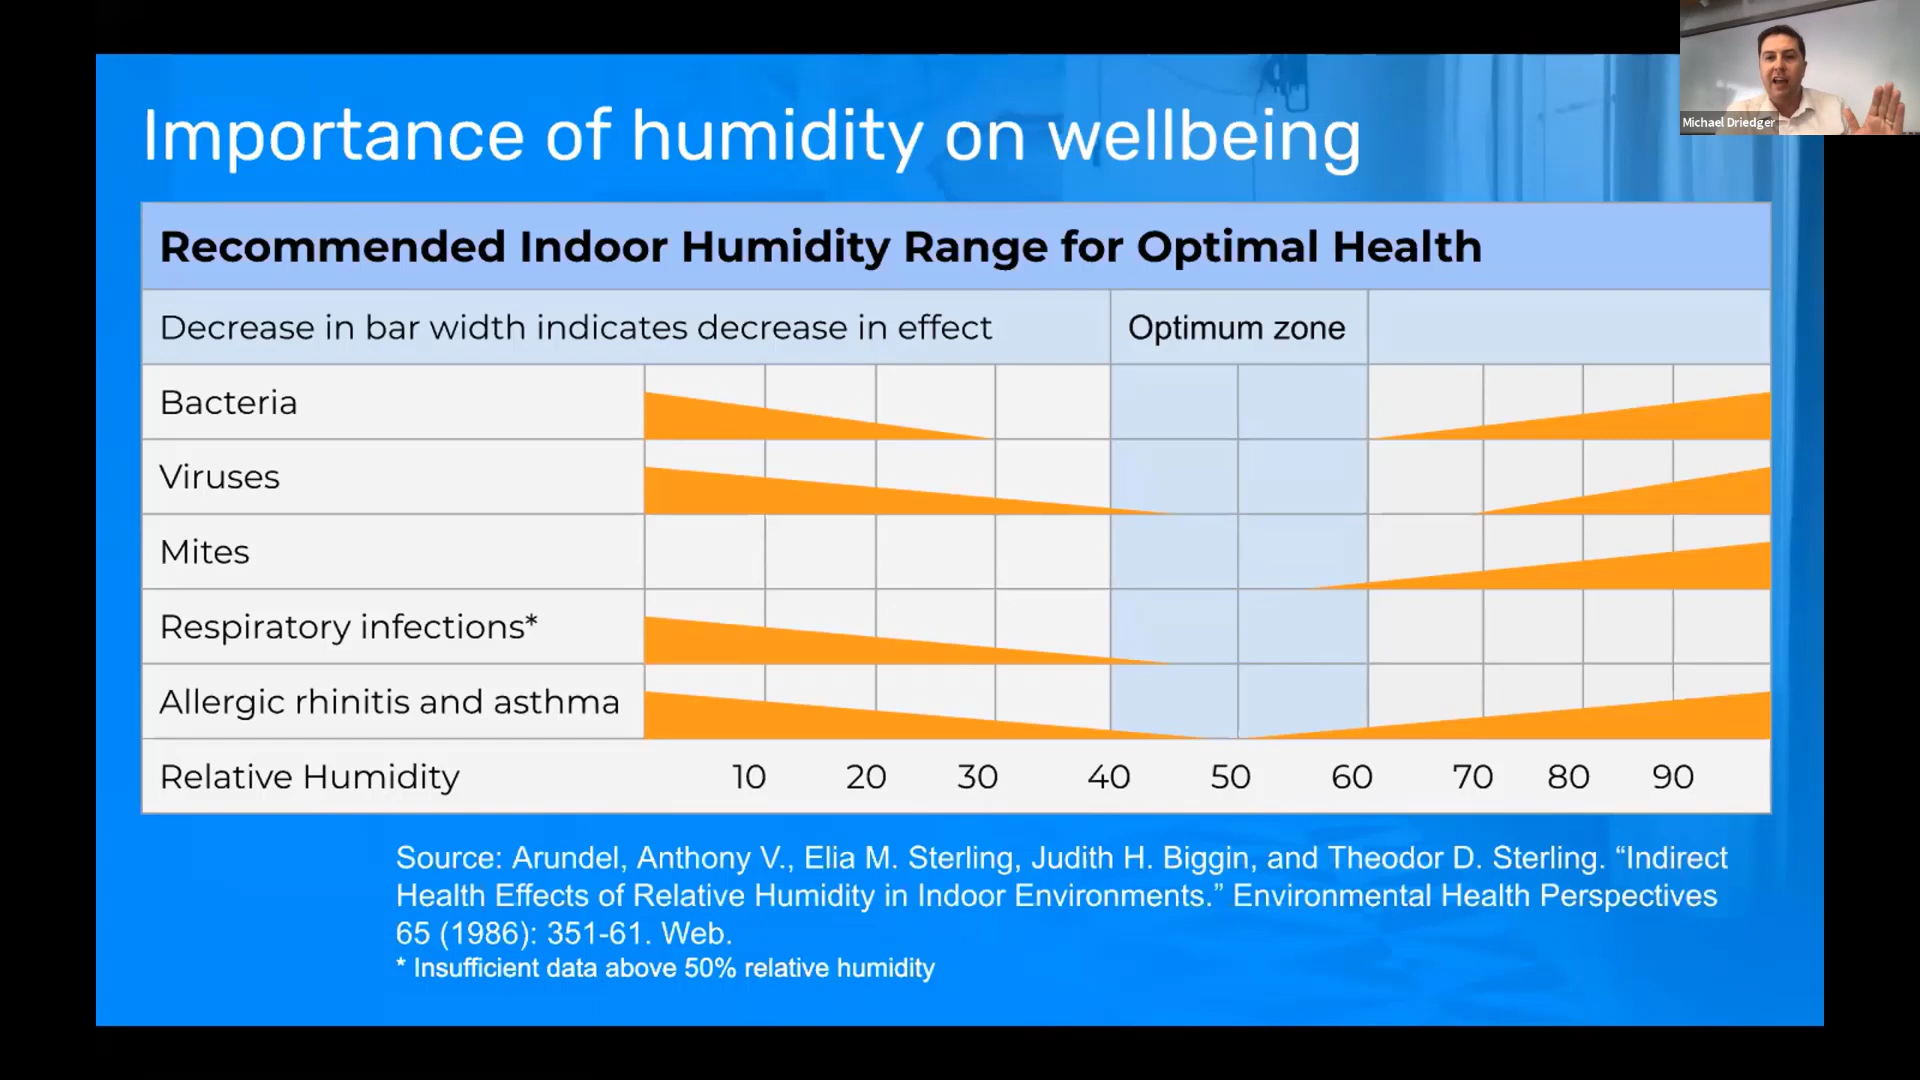 Michael Driedger
Importance of humidity on wellbeing
Recommended Indoor Humidity Range for Optimal Health
Decrease in bar width indicates decrease in effect
Optimum zone
Bacteria
Viruses
Mites
Respiratory infections*
Allergic rhinitis and asthma
Relative Humidity 10 20 30 40 50 60 70 80 90
Source: Arundel, Anthony V., Elia M. Sterling, Judith H. Biggin, and Theodor D. Sterling. “Indirect
Health Effects of Relative Humidity in Indoor Environments.” Environmental Health Perspectives
65 (1986): 351-61. Web.
* Insufficient data above 50% relative humidity